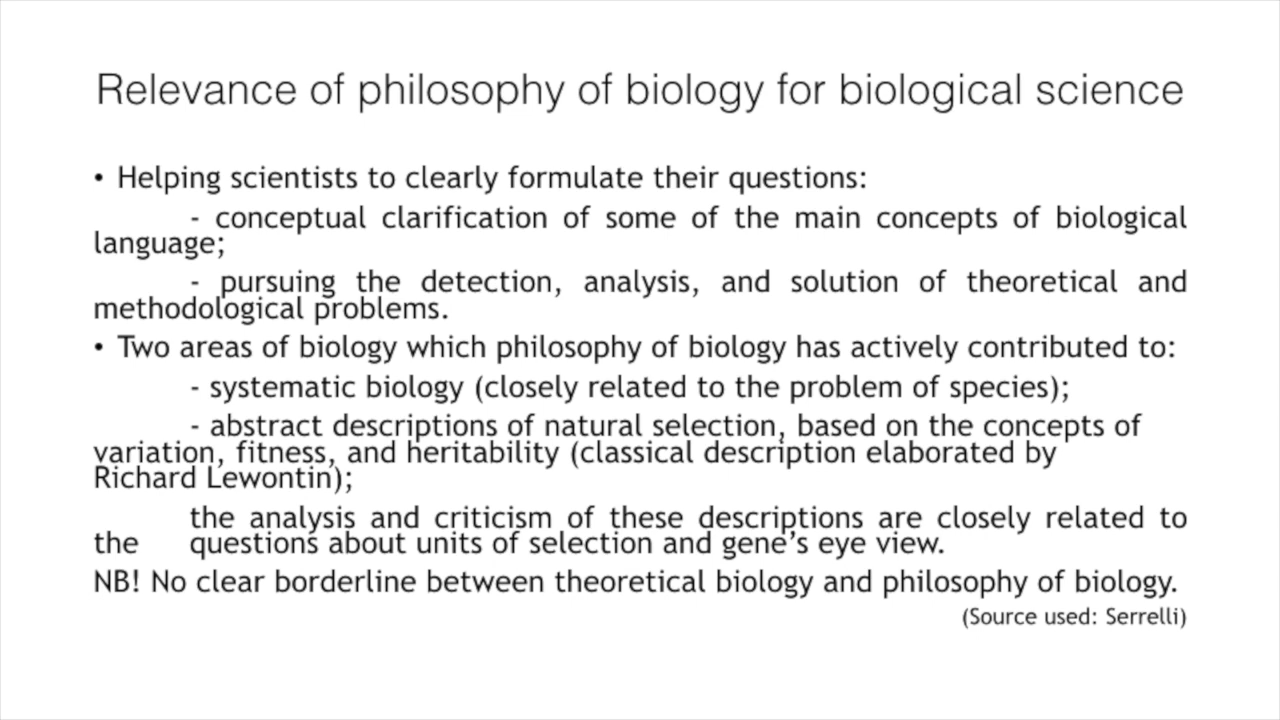 Relevance of philosophy of biology for biological science
• Helping scientists to clearly formulate their questions:
- conceptual clarification of some of the main concepts of biological
language;
- pursuing the detection, analysis, and solution of theoretical and
methodological problems.
• Two areas of biology which philosophy of biology has actively contributed to:
- systematic biology (closely related to the problem of species);
- abstract descriptions of natural selection, based on the concepts of
variation, fitness, and heritability (classical description elaborated by
Richard Lewontin);
the analysis and criticism of these descriptions are closely related to
the questions about units of selection and gene's eye view.
NB! No clear borderline between theoretical biology and philosophy of biology.
(Source used: Serrelli)